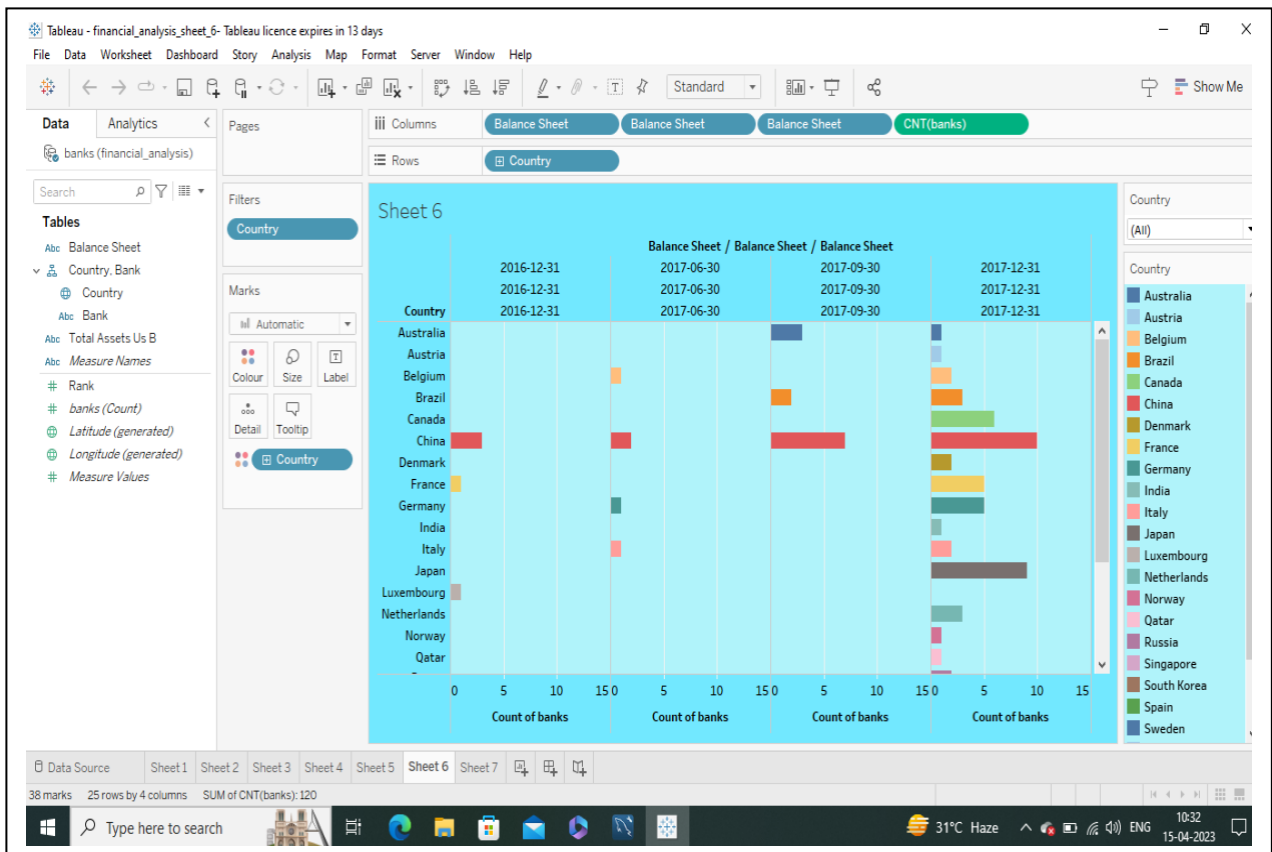 Tableau - financial_analysis_sheet_6- Tableau licence expires in 13 days
File Data Worksheet Dashboard Story Analysis Map Format Server Window Help
Standard
Show Me
Data Analytics
banks (financial_analysis)
Search
Tables
Abc Balance Sheet
Country, Bank
Country
Abc Bank
Abc Total Assets Us B
Abc Measure Names
# Rank
# banks (Count)
Latitude (generated)
Longitude (generated)
# Measure Values
Pages
Filters
Country
Marks
Automatic
Colour Size Label
Detail Tooltip
Country
Columns Balance Sheet Balance Sheet Balance Sheet CNT(banks)
Rows Country
Sheet 6
Balance Sheet / Balance Sheet / Balance Sheet
2016-12-31 2017-06-30 2017-09-30 2017-12-31
2016-12-31 2017-06-30 2017-09-30 2017-12-31
Country 2016-12-31 2017-06-30 2017-09-30 2017-12-31
Australia
Austria
Belgium
Brazil
Canada
China
Denmark
France
Germany
India
Italy
Japan
Luxembourg
Netherlands
Norway
Qatar
0 5 10 15 0 5 10 15 0 5 10 15 0 5 10 15
Count of banks Count of banks Count of banks Count of banks
Country
(All)
Country
Australia
Austria
Belgium
Brazil
Canada
China
Denmark
France
Germany
India
Italy
Japan
Luxembourg
Netherlands
Norway
Qatar
Russia
Singapore
South Korea
Spain
Sweden
Data Source Sheet 1 Sheet 2 Sheet 3 Sheet 4 Sheet 5 Sheet 6 Sheet 7
38 marks 25 rows by 4 columns SUM of CNT(banks): 120
Type here to search
31°C Haze ENG 10:32
15-04-2023